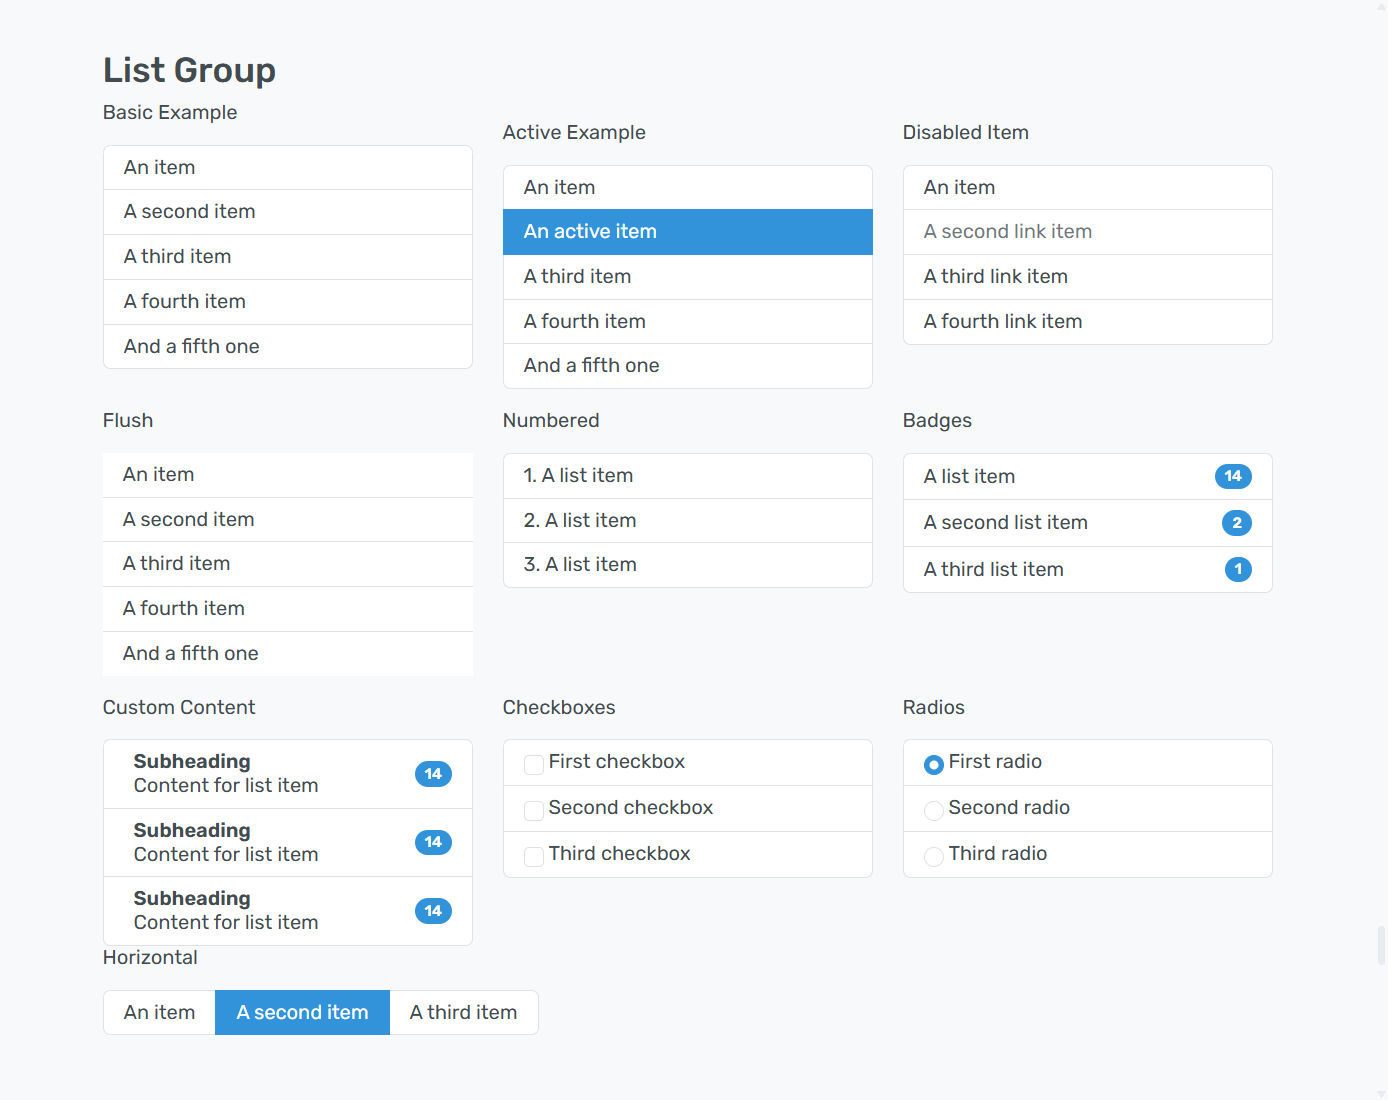 List Group
Basic Example
An item
A second item
A third item
A fourth item
And a fifth one
Active Example
An item
An active item
A third item
A fourth item
And a fifth one
Disabled Item
An item
A second link item
A third link item
A fourth link item
Flush
An item
A second item
A third item
A fourth item
And a fifth one
Numbered
1. A list item
2. A list item
3. A list item
Badges
A list item 14
A second list item 2
A third list item 1
Custom Content
Subheading
Content for list item
14
Subheading
Content for list item
14
Subheading
Content for list item
14
Checkboxes
First checkbox
Second checkbox
Third checkbox
Radios
First radio
Second radio
Third radio
Horizontal
An item A second item A third item